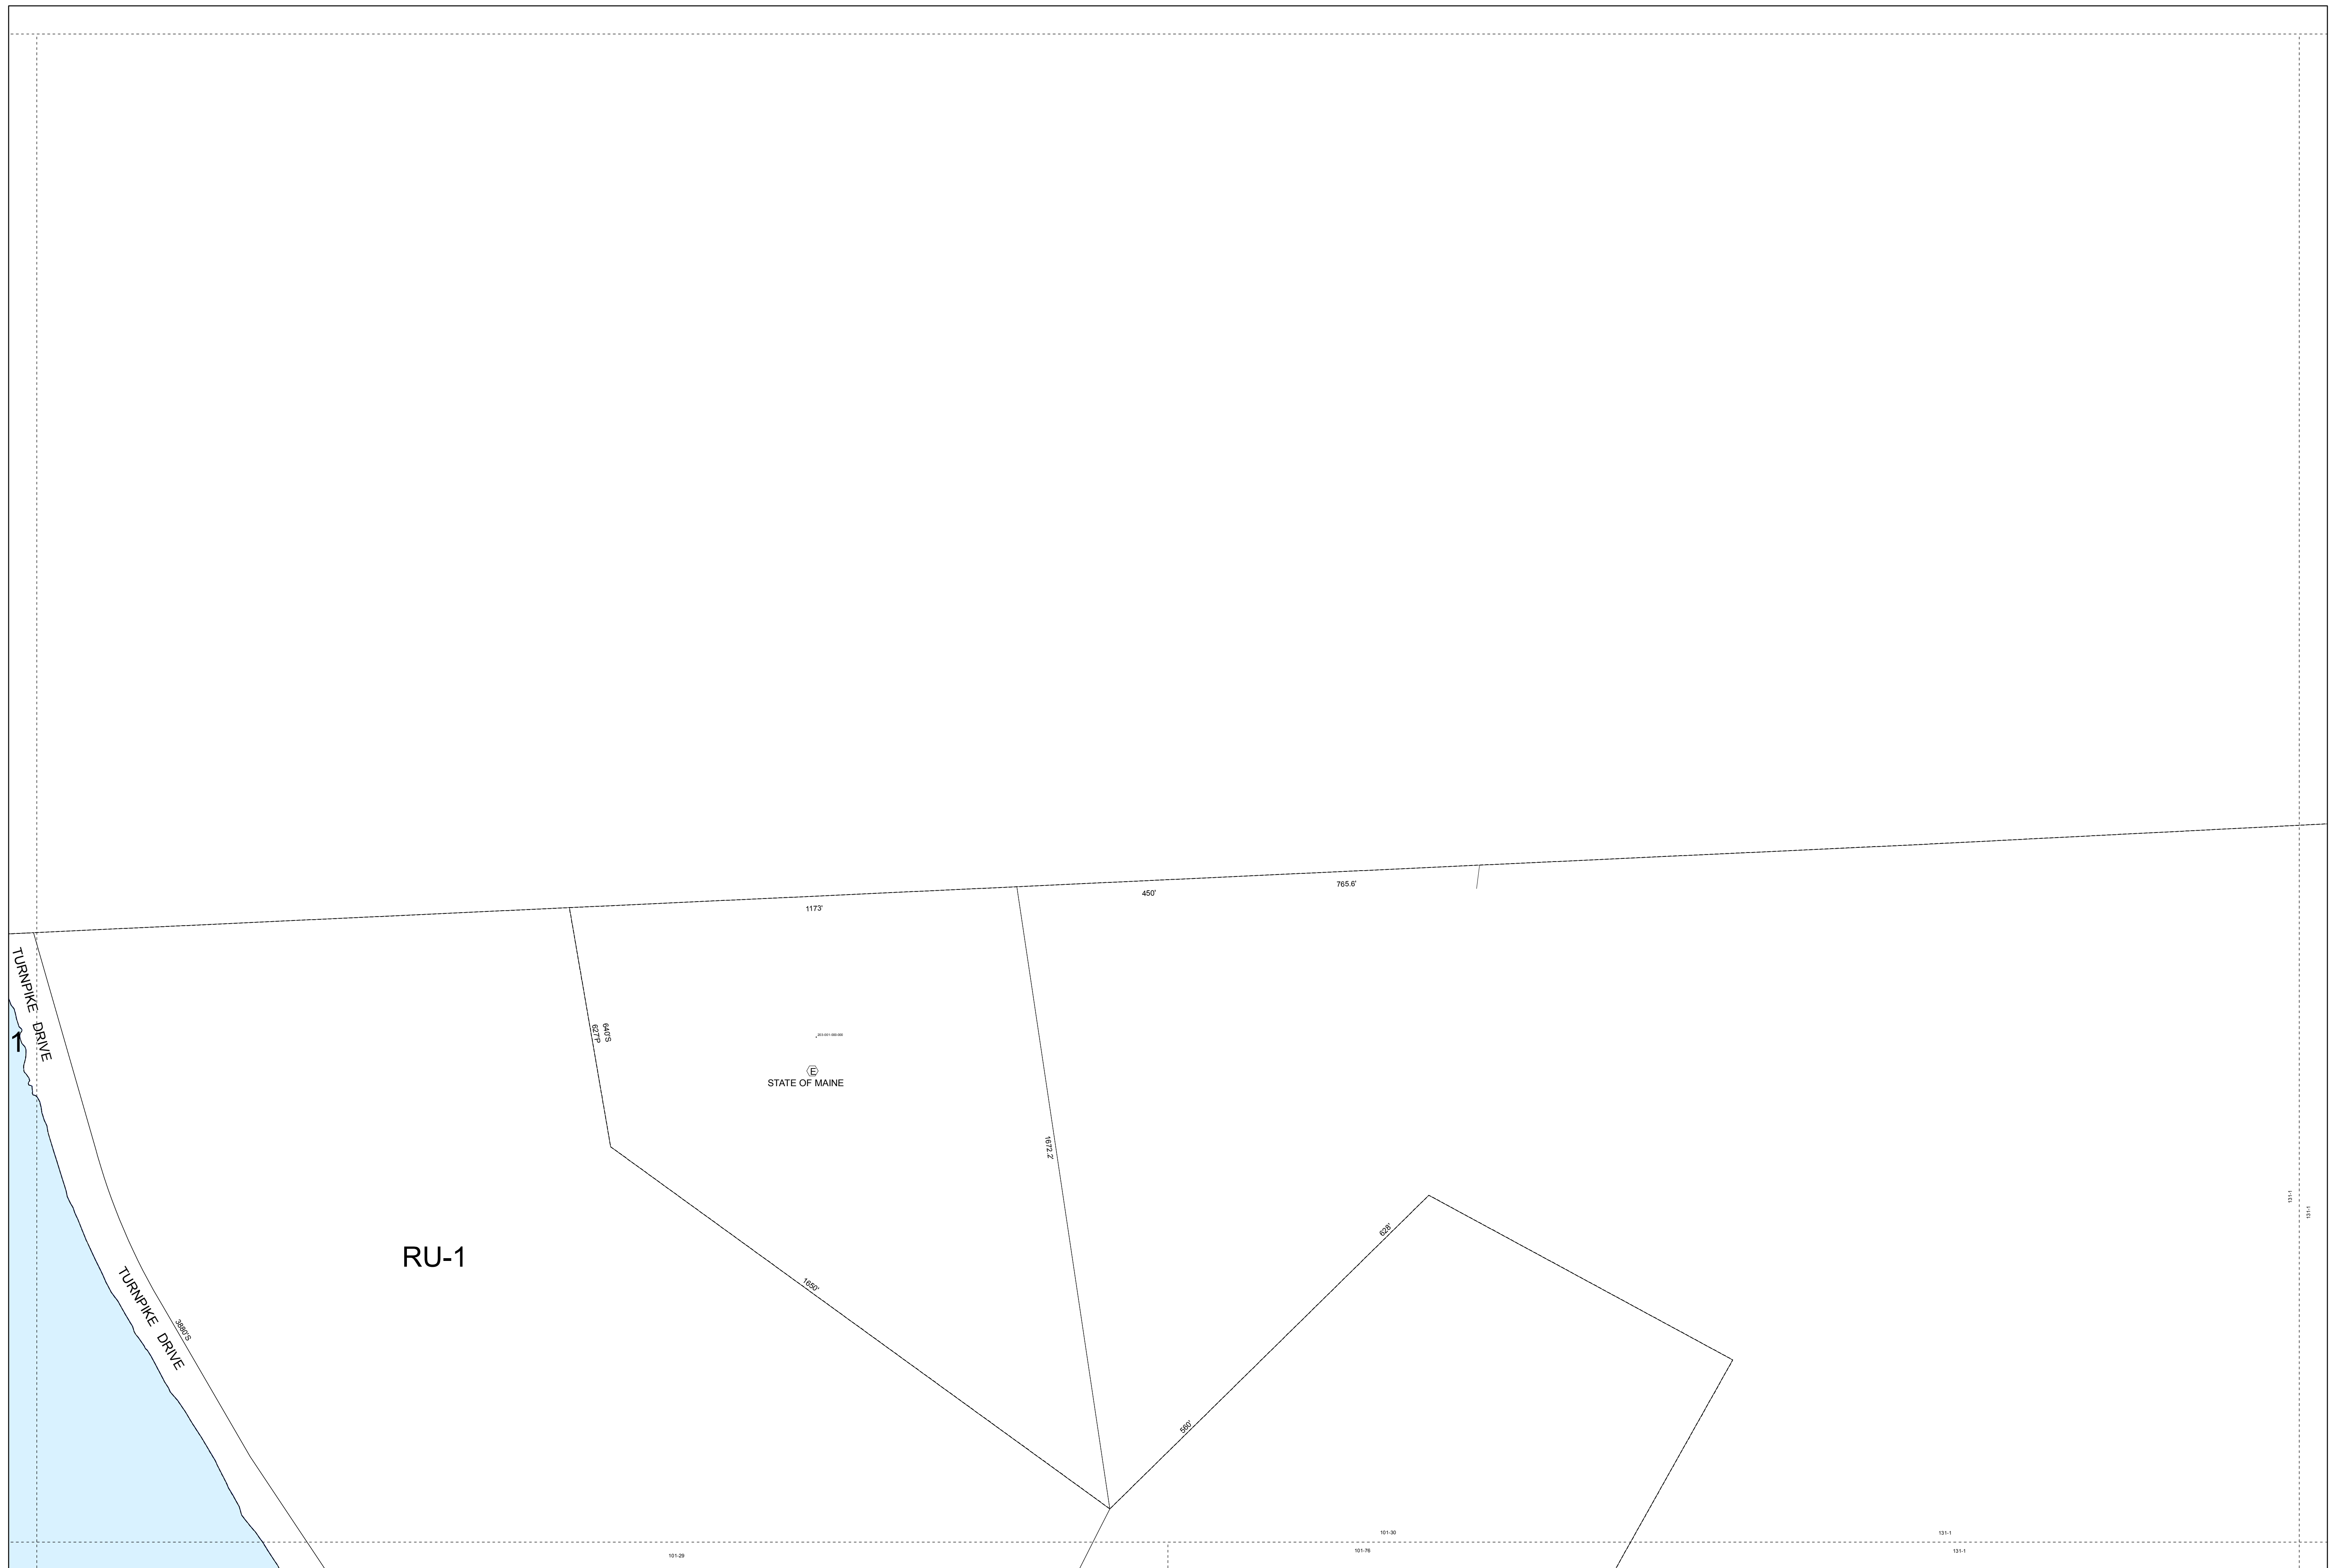 765.6'
450'
1173'
TURNPIKE DRIVE
1
640'S
627'P
E
STATE OF MAINE
1672.2'
131-1
131-1
628'
RU-1
1650'
TURNPIKE DRIVE
3880'S
560'
101-30
131-1
101-29
101-76
131-1